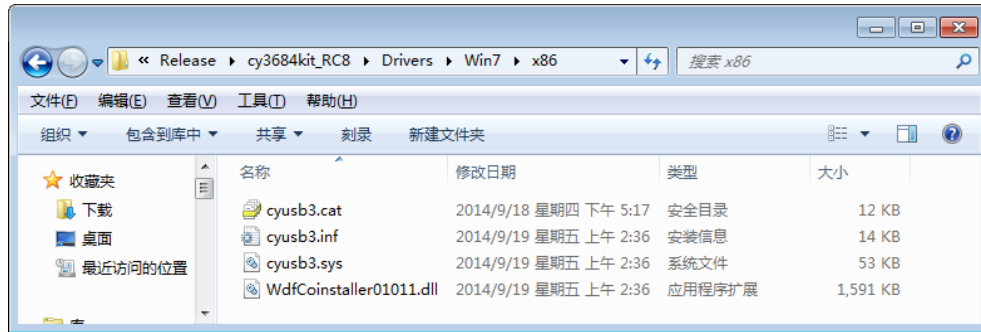 « Release ▸ cy3684kit_RC8 ▸ Drivers ▸ Win7 ▸ x86 搜索 x86
文件(F) 编辑(E) 查看(V) 工具(T) 帮助(H)
组织 包含到库中 共享 刻录 新建文件夹
收藏夹
下载
桌面
最近访问的位置
名称 修改日期 类型 大小
cyusb3.cat 2014/9/18 星期四 下午 5:17 安全目录 12 KB
cyusb3.inf 2014/9/19 星期五 上午 2:36 安装信息 14 KB
cyusb3.sys 2014/9/19 星期五 上午 2:36 系统文件 53 KB
WdfCoinstaller01011.dll 2014/9/19 星期五 上午 2:36 应用程序扩展 1,591 KB